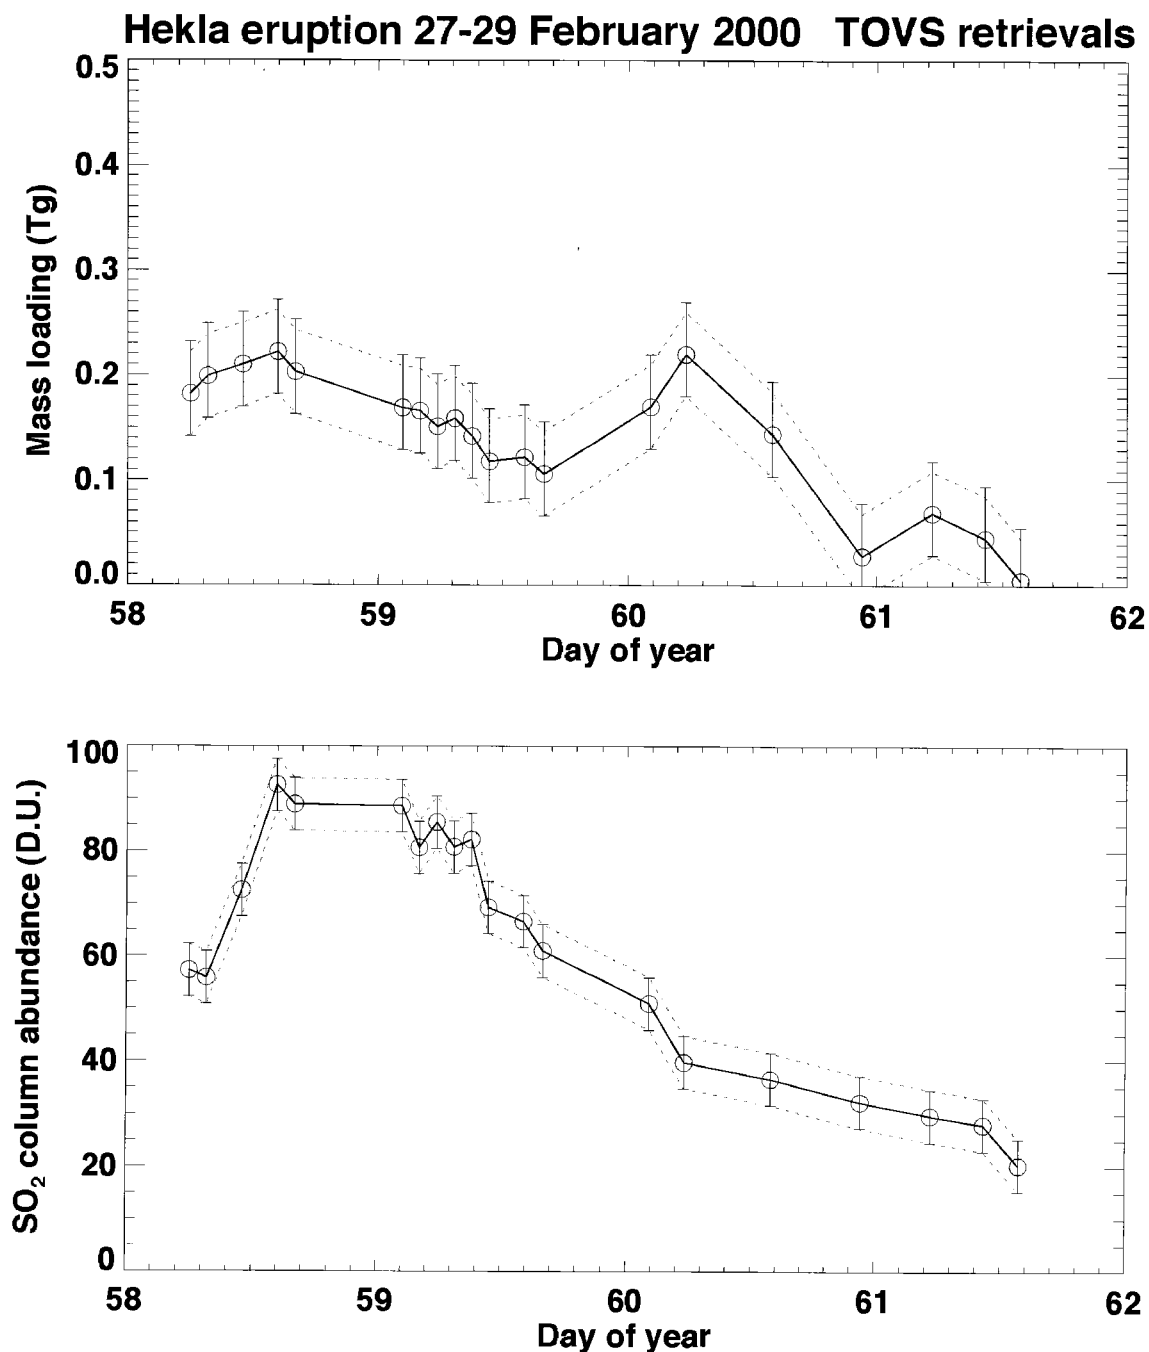 Hekla eruption 27-29 February 2000 TOVS retrievals
0.5
0.4
0.3
0.2
0.1
0.0
Mass loading (Tg)
58 59 60 61 62
Day of year
100
80
60
40
20
0
SO₂ column abundance (D.U.)
58 59 60 61 62
Day of year